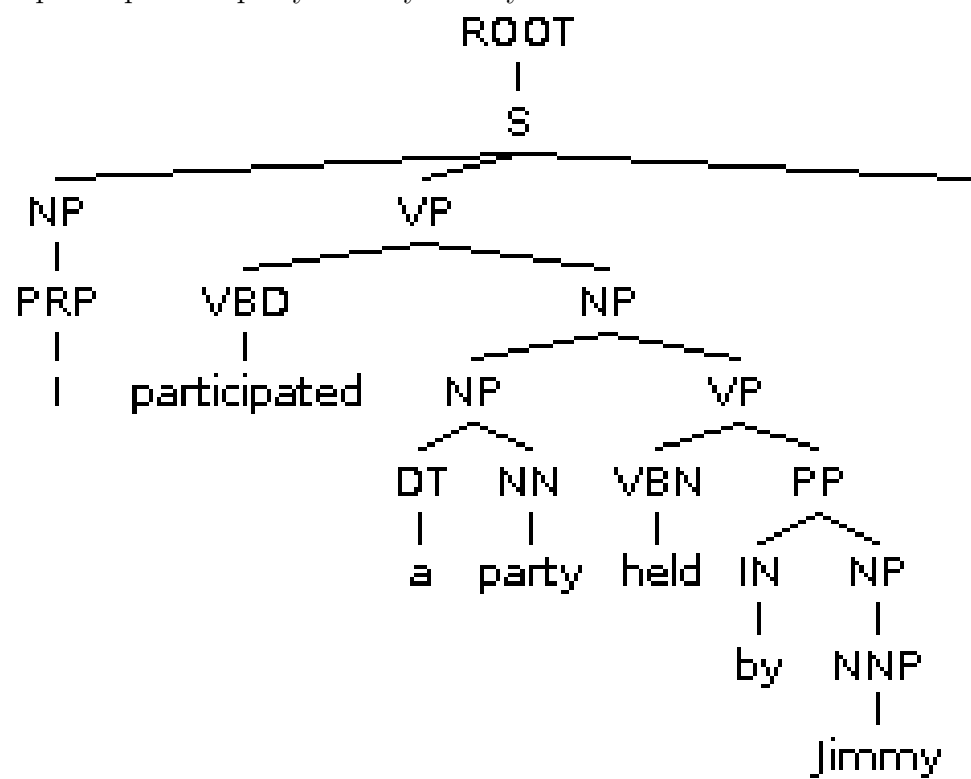 ROOT
S
NP VP
PRP VBD NP
I participated NP VP
DT NN VBN PP
a party held IN NP
by NNP
Jimmy